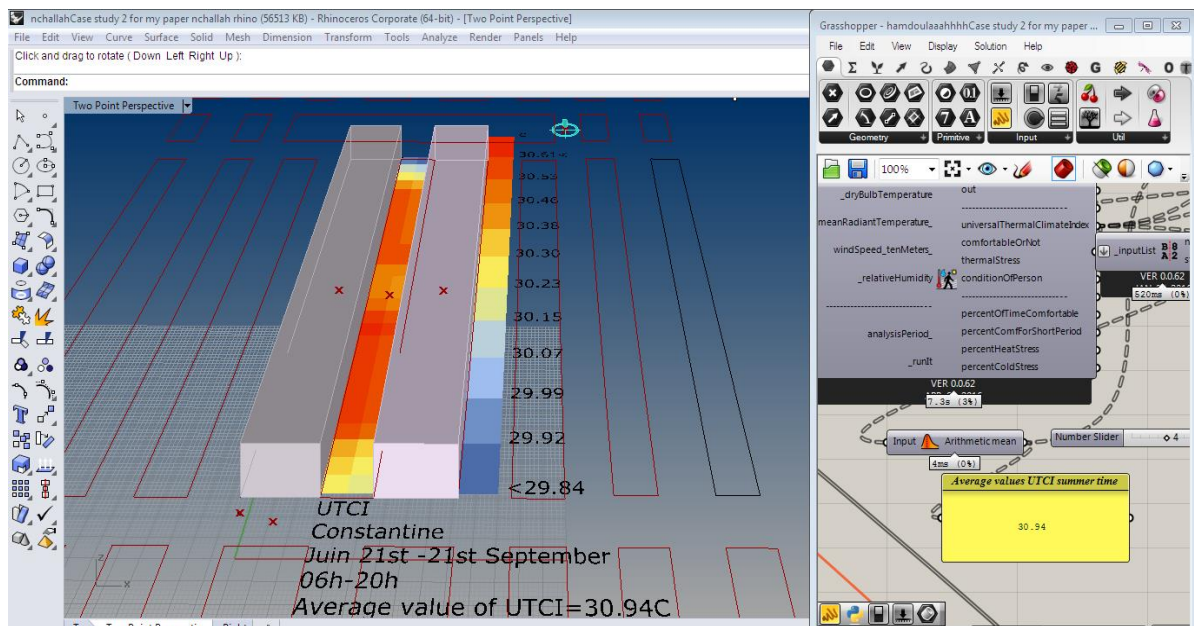 nchallahCase study 2 for my paper nchallah rhino (56513 KB) - Rhinoceros Corporate (64-bit) - [Two Point Perspective]
File Edit View Curve Surface Solid Mesh Dimension Transform Tools Analyze Render Panels Help
Click and drag to rotate ( Down Left Right Up ):
Command:
Two Point Perspective
c
30.61<
30.53
30.46
30.38
30.30
30.23
30.15
30.07
29.99
29.92
<29.84
UTCI
Constantine
Juin 21st -21st September
06h-20h
Average value of UTCI=30.94C
z
x
Grasshopper - hamdoulaaahhhhCase study 2 for my paper ...
File Edit View Display Solution Help
Geometry
Primitive
Input
Util
100%
_dryBulbTemperature
meanRadiantTemperature_
windSpeed_tenMeters_
_relativeHumidity
analysisPeriod_
_runIt
out
universalThermalClimateIndex
comfortableOrNot
thermalStress
conditionOfPerson
percentOfTimeComfortable
percentComfForShortPeriod
percentHeatStress
percentColdStress
VER 0.0.62
7.3s (3%)
_inputList
VER 0.0.62
520ms (0%)
Input Arithmetic mean
4ms (0%)
Number Slider
4
Average values UTCI summer time
30.94